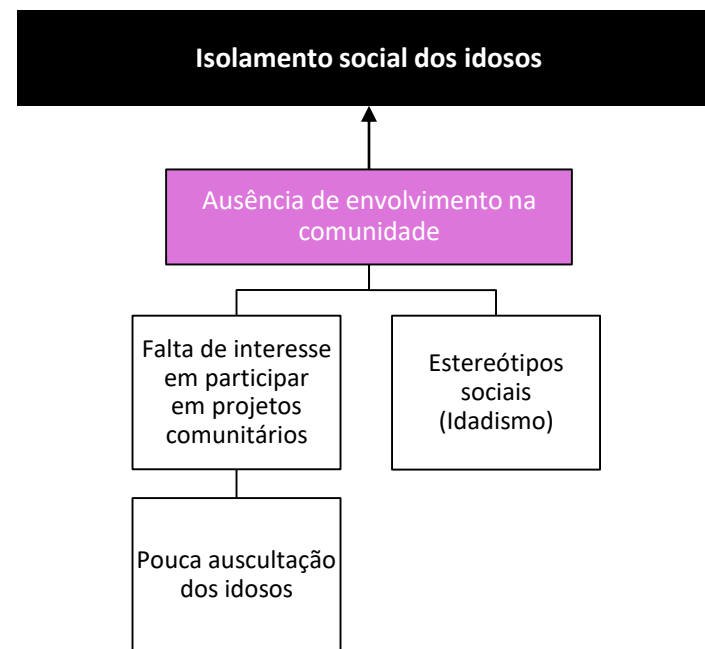 Isolamento social dos idosos
Ausência de envolvimento na
comunidade
Falta de interesse
em participar
em projetos
comunitários
Estereótipos
sociais
(Idadismo)
Pouca auscultação
dos idosos